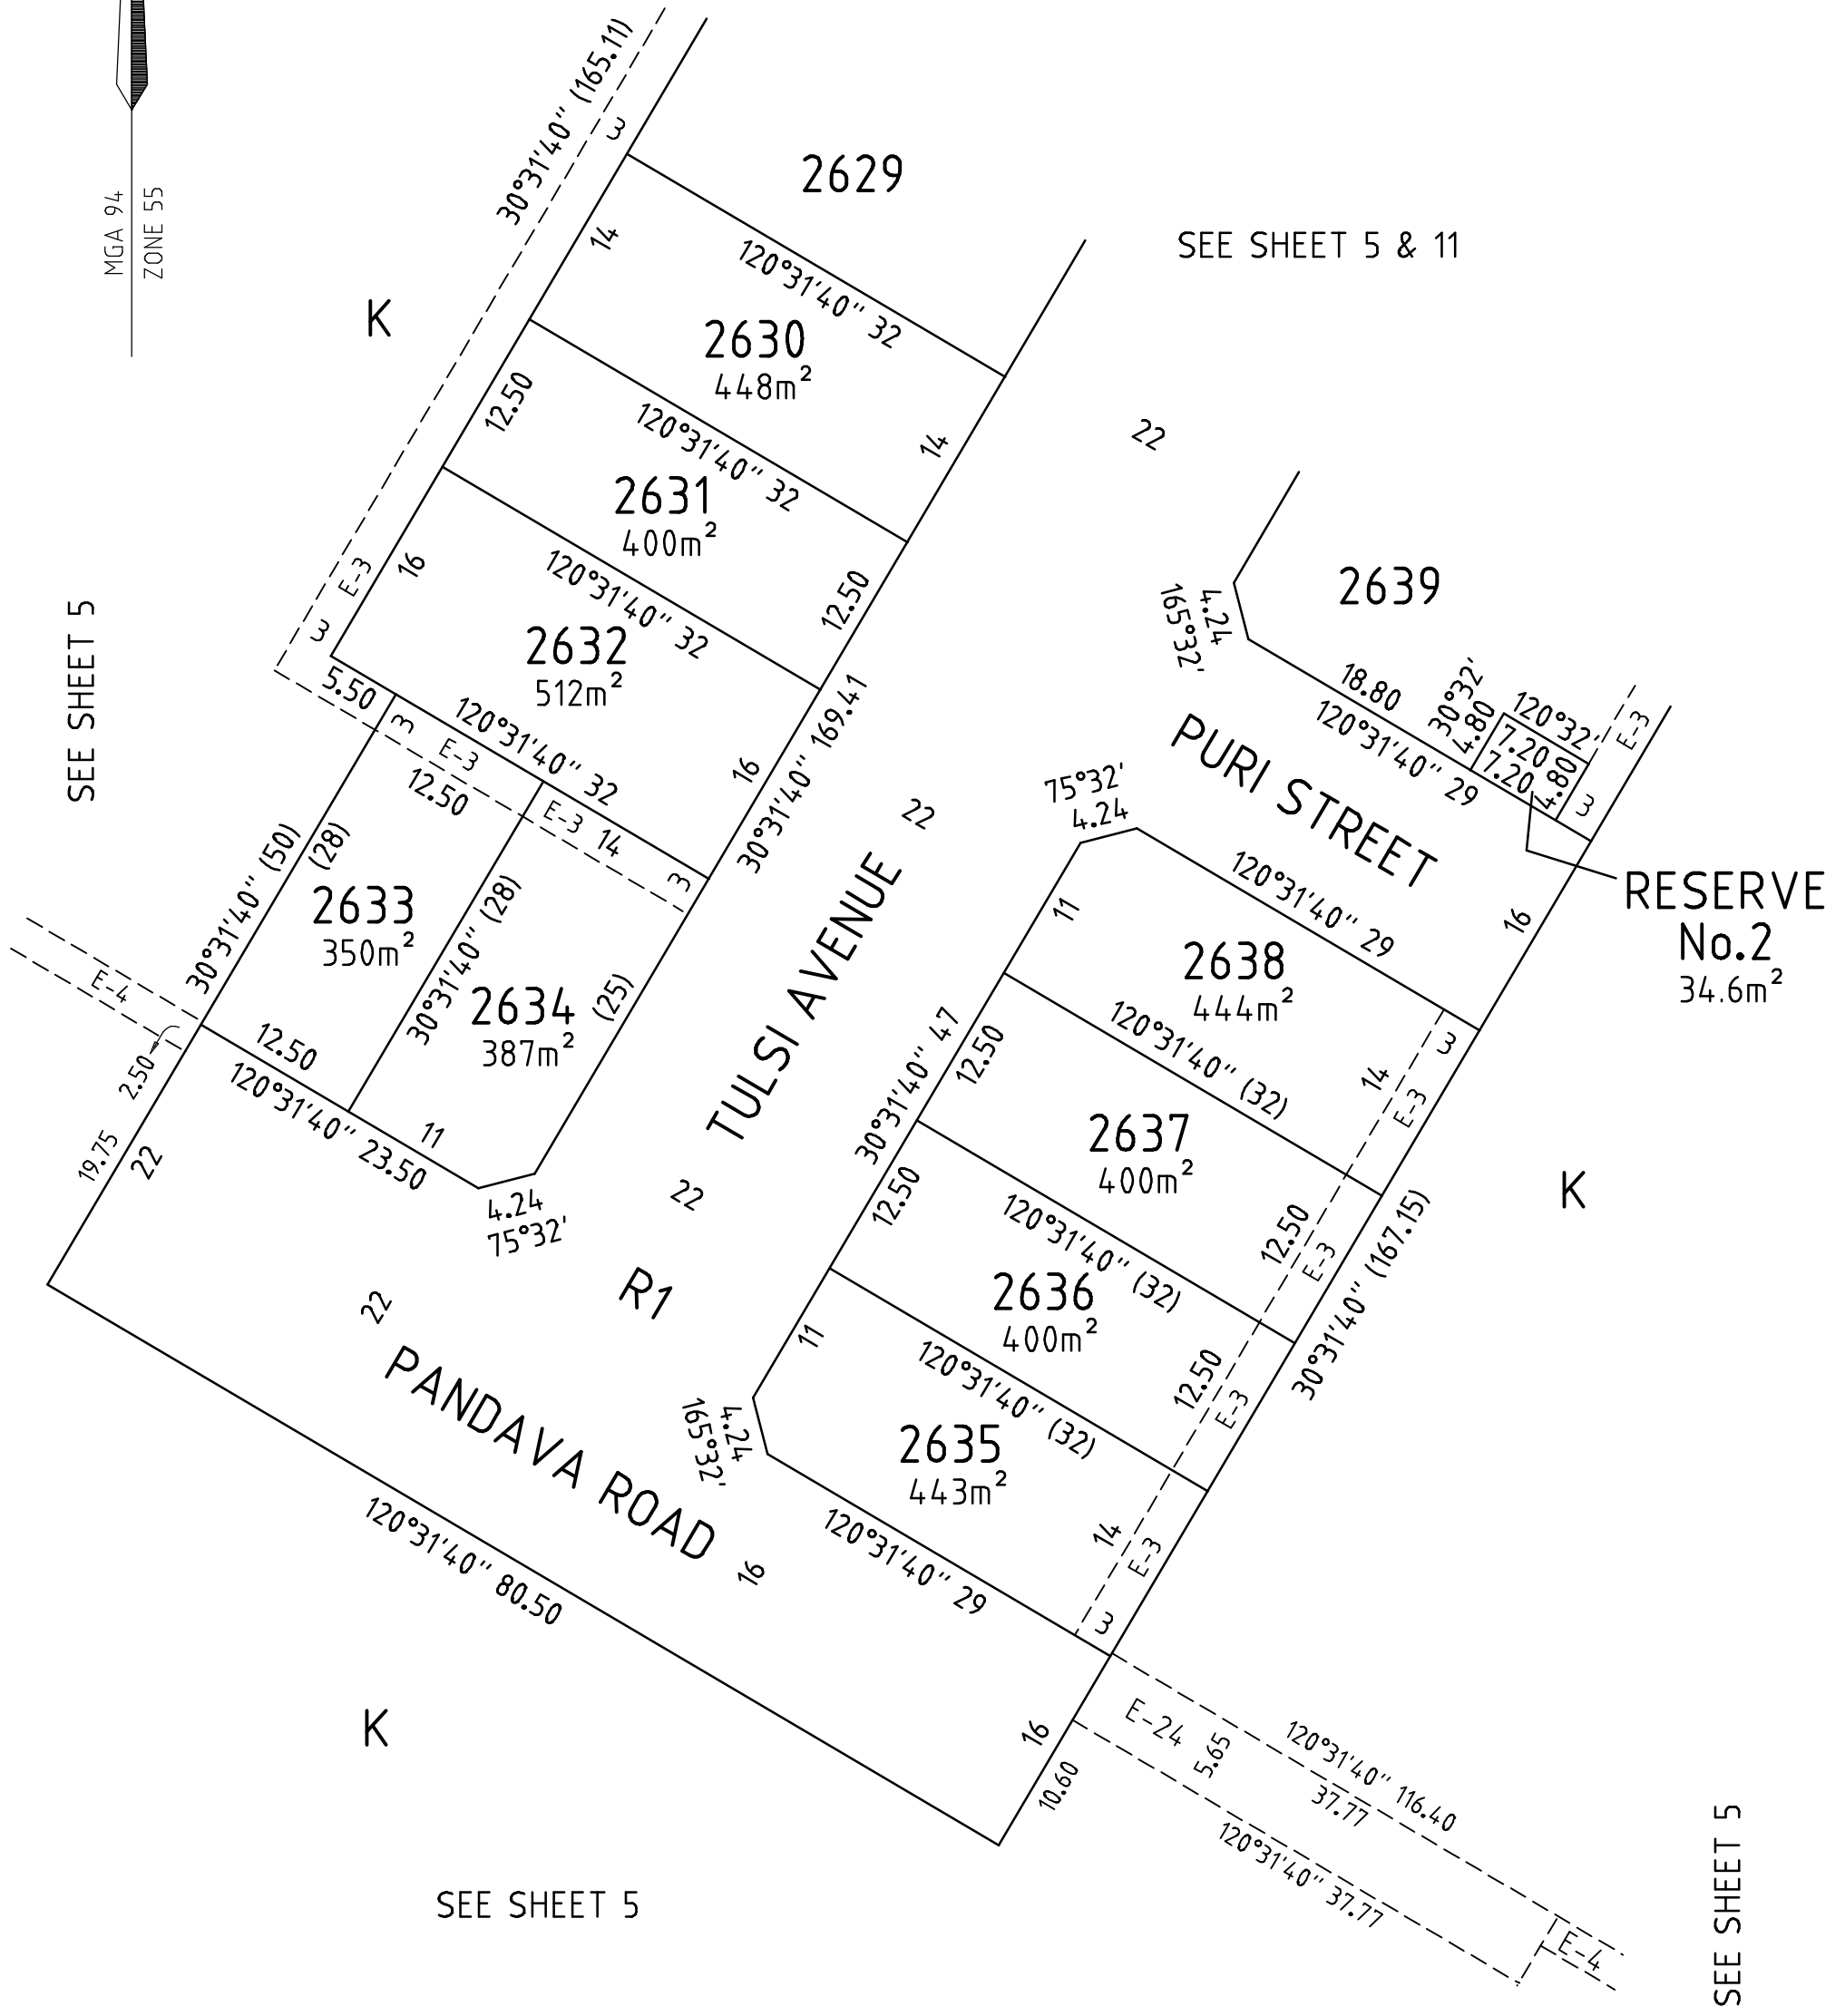 MGA 94
ZONE 55
30°31'40" (165.11)
3
2629
SEE SHEET 5 & 11
14
120°31'40" 32
K
2630
448m²
14
22
12.50
120°31'40" 32
2631
400m²
12.50
E-3
16
120°31'40" 32
3
2632
512m²
16
30°31'40" 169.41
SEE SHEET 5
5.50
3
E-3
120°31'40" 32
12.50
E-3
14
3
2639
4.24
165°32'
18.80
120°31'40" 29
30°32'
4.80
120°32'
7.20
7.20
4.80
E-3
3
PURI STREET
RESERVE
No.2
34.6m²
22
75°32'
4.24
120°31'40" 29
16
30°31'40" (50)
(28)
2633
350m²
30°31'40" (28)
2634
387m²
(25)
TULSI AVENUE
11
2638
444m²
3
14
E-3
E-4
2.50
12.50
120°31'40" 23.50
11
19.75
22
4.24
75°32'
22
30°31'40" 47
12.50
120°31'40" (32)
2637
400m²
12.50
E-3
K
30°31'40" (167.15)
12.50
120°31'40" (32)
2636
400m²
12.50
E-3
R1
22
PANDAVA ROAD
16
11
120°31'40" (32)
4.24
165°32'
2635
443m²
14
E-3
3
120°31'40" 29
120°31'40" 80.50
K
16
10.60
E-24
5.65
120°31'40" 116.40
37.77
120°31'40" 37.77
E-4
SEE SHEET 5
SEE SHEET 5